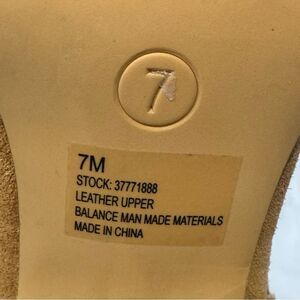 7
7M
STOCK: 37771888
LEATHER UPPER
BALANCE MAN MADE MATERIALS
MADE IN CHINA